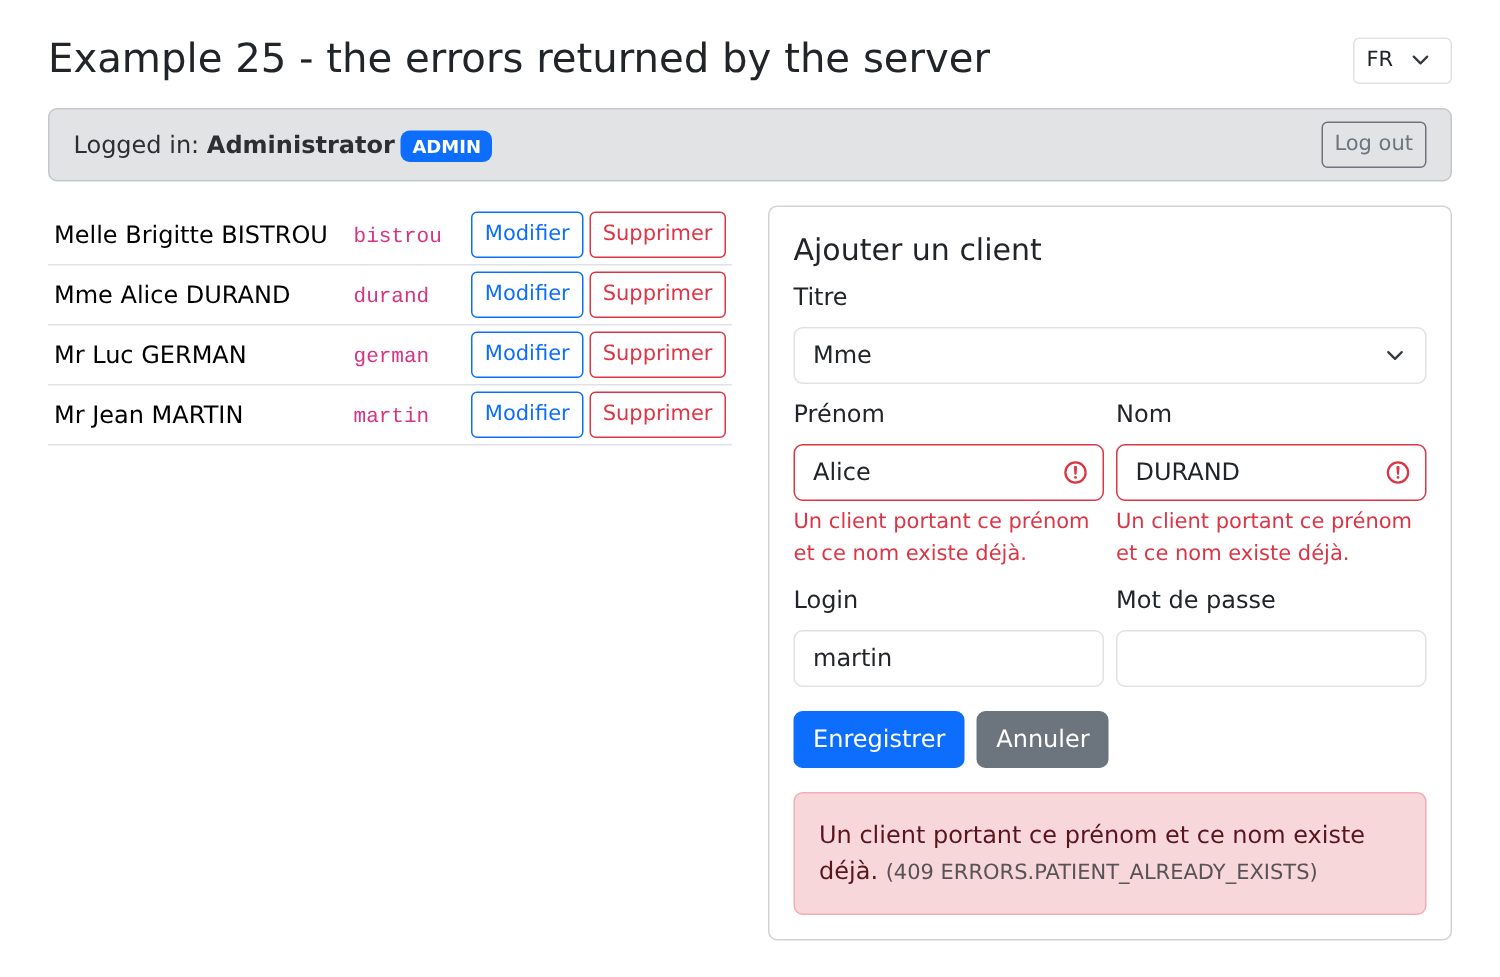 Example 25 - the errors returned by the server
FR
Logged in: Administrator ADMIN
Log out
Melle Brigitte BISTROU bistrou Modifier Supprimer
Mme Alice DURAND durand Modifier Supprimer
Mr Luc GERMAN german Modifier Supprimer
Mr Jean MARTIN martin Modifier Supprimer
Ajouter un client
Titre
Mme
Prénom Nom
Alice DURAND
Un client portant ce prénom Un client portant ce prénom
et ce nom existe déjà. et ce nom existe déjà.
Login Mot de passe
martin
Enregistrer Annuler
Un client portant ce prénom et ce nom existe
déjà. (409 ERRORS.PATIENT_ALREADY_EXISTS)